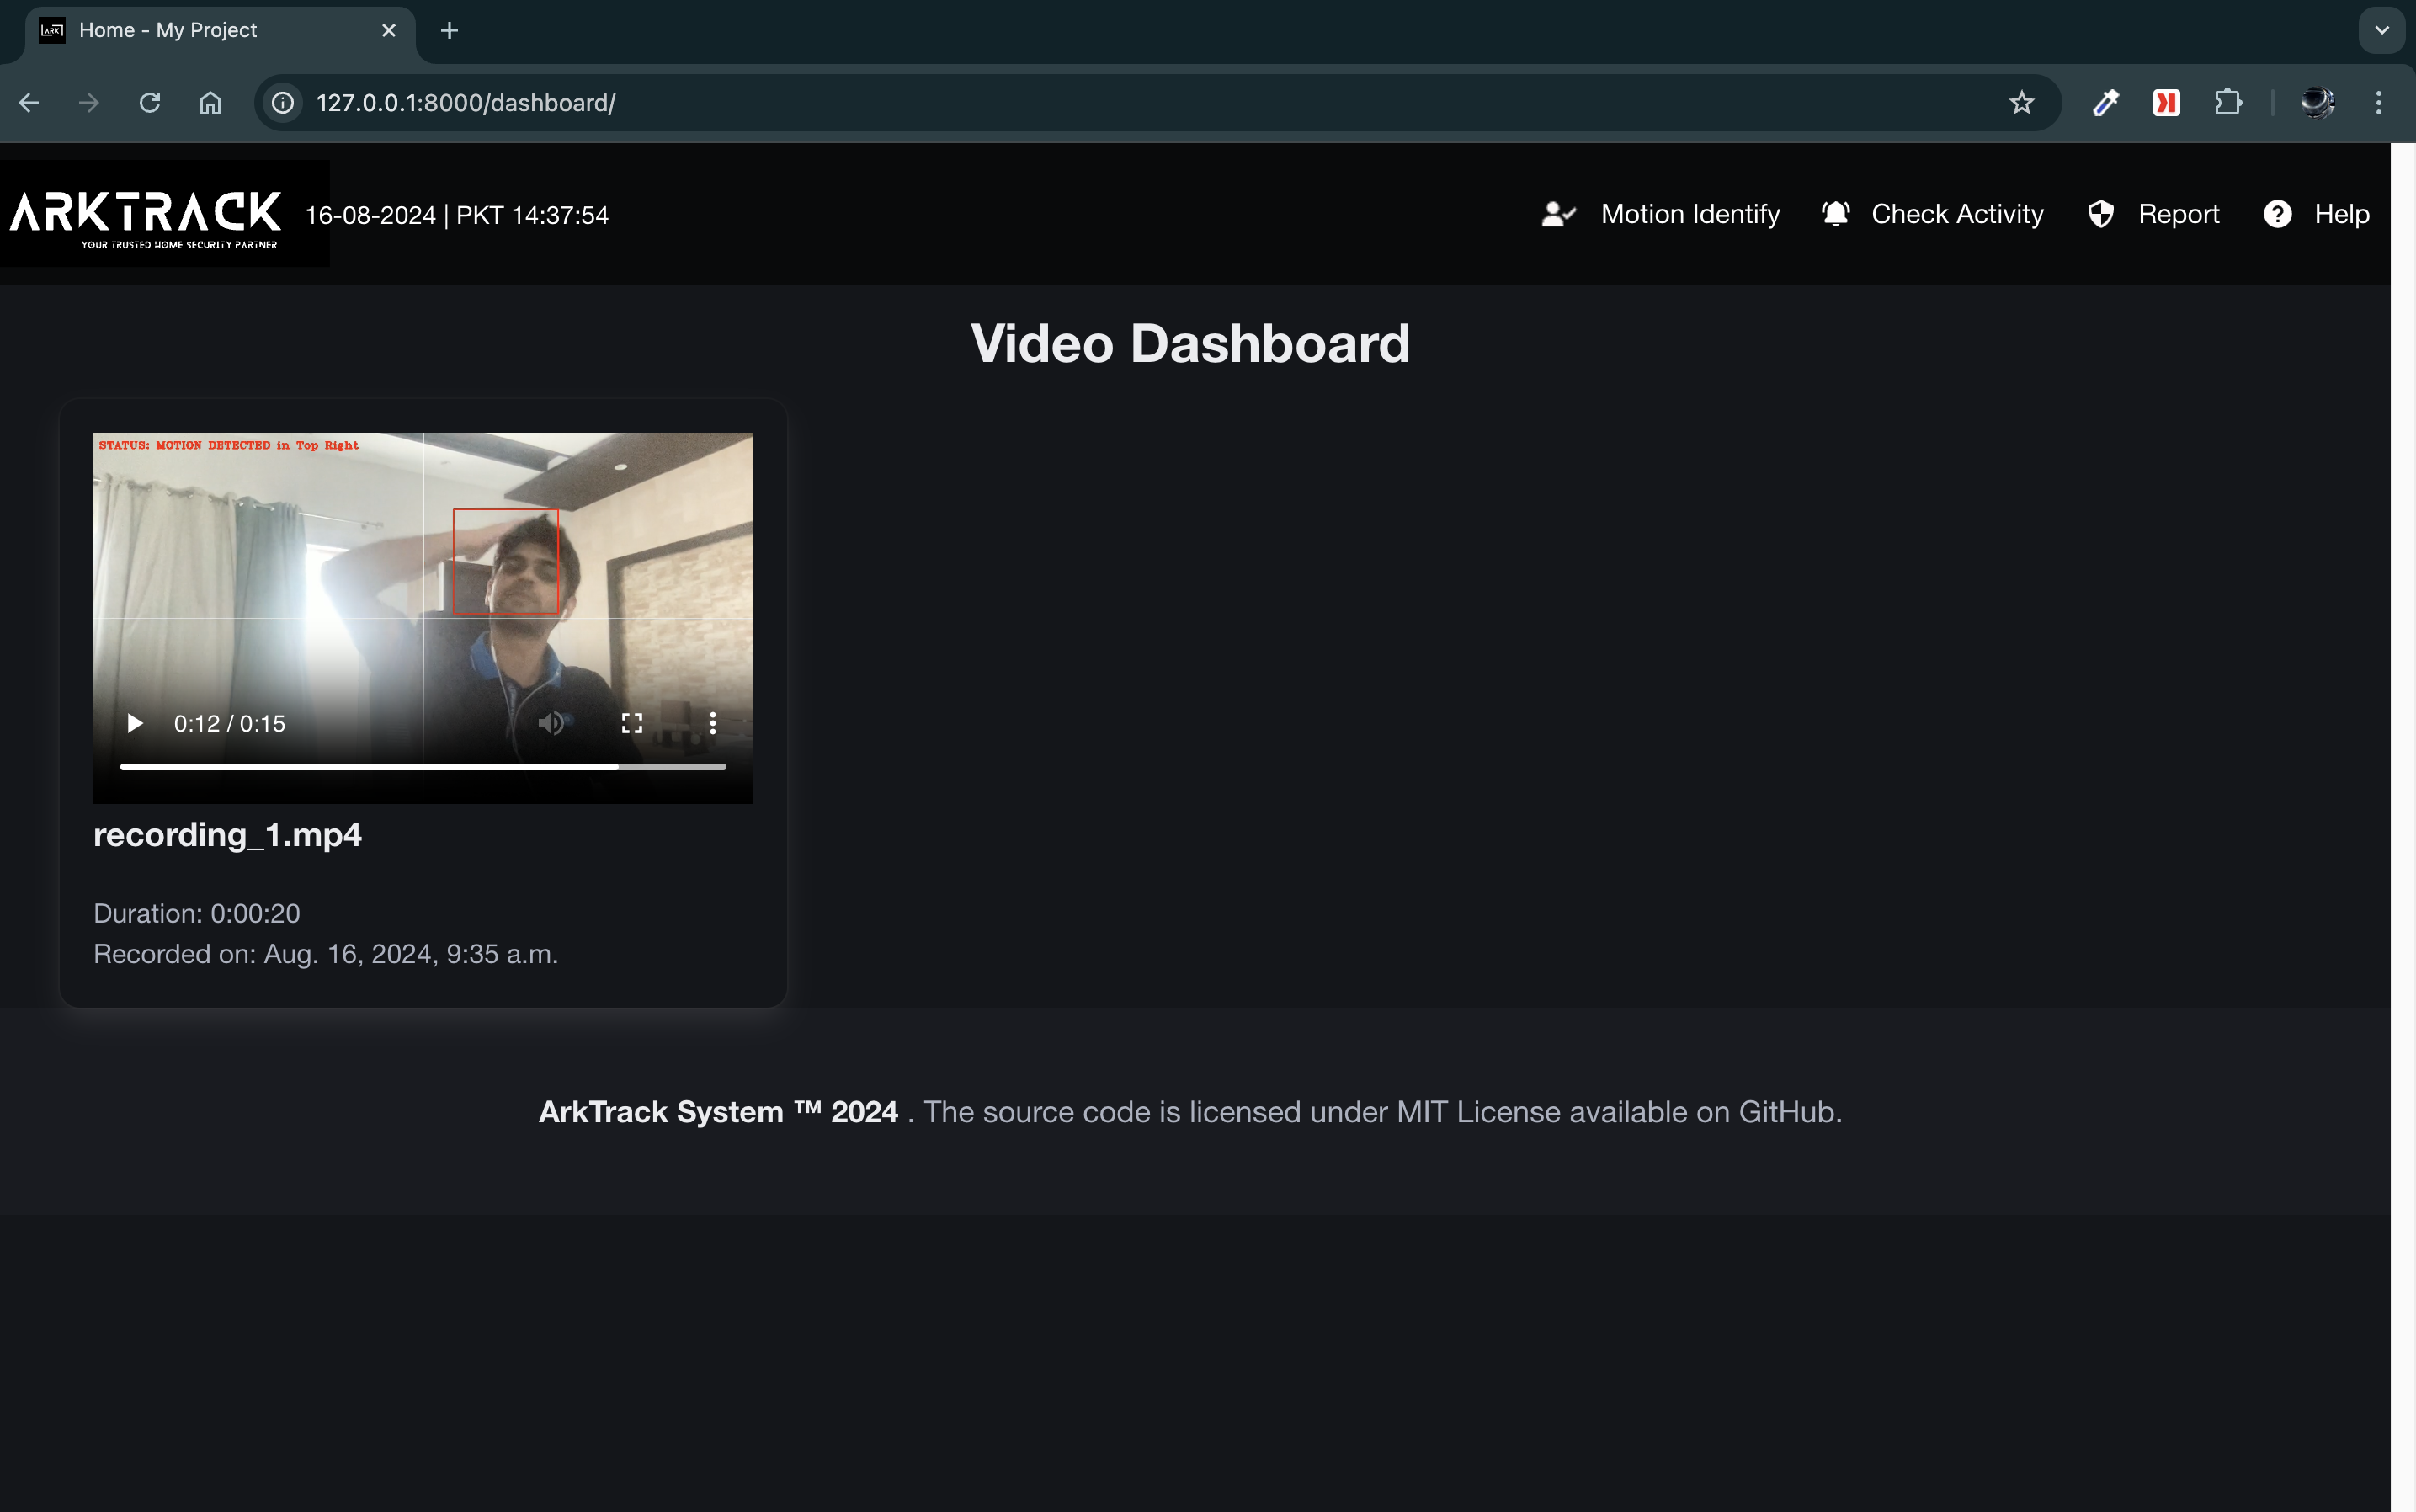 Home - My Project
127.0.0.1:8000/dashboard/
ARKTRACK
YOUR TRUSTED HOME SECURITY PARTNER
16-08-2024 | PKT 14:37:54
Motion Identify
Check Activity
Report
Help
Video Dashboard
STATUS: MOTION DETECTED in Top Right
0:12 / 0:15
recording_1.mp4
Duration: 0:00:20
Recorded on: Aug. 16, 2024, 9:35 a.m.
ArkTrack System ™ 2024 . The source code is licensed under MIT License available on GitHub.